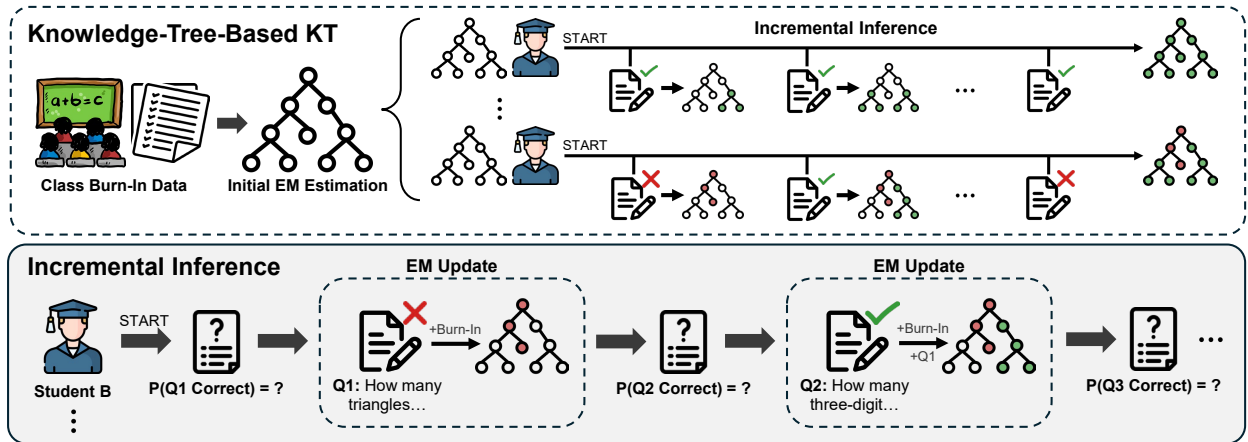 Knowledge-Tree-Based KT
a+b=c
Class Burn-In Data
Initial EM Estimation
START
Incremental Inference
...
START
...
Incremental Inference
Student B
START
?
P(Q1 Correct) = ?
EM Update
+Burn-In
Q1: How many
triangles…
?
P(Q2 Correct) = ?
EM Update
+Burn-In
+Q1
Q2: How many
three-digit…
?
P(Q3 Correct) = ?
...